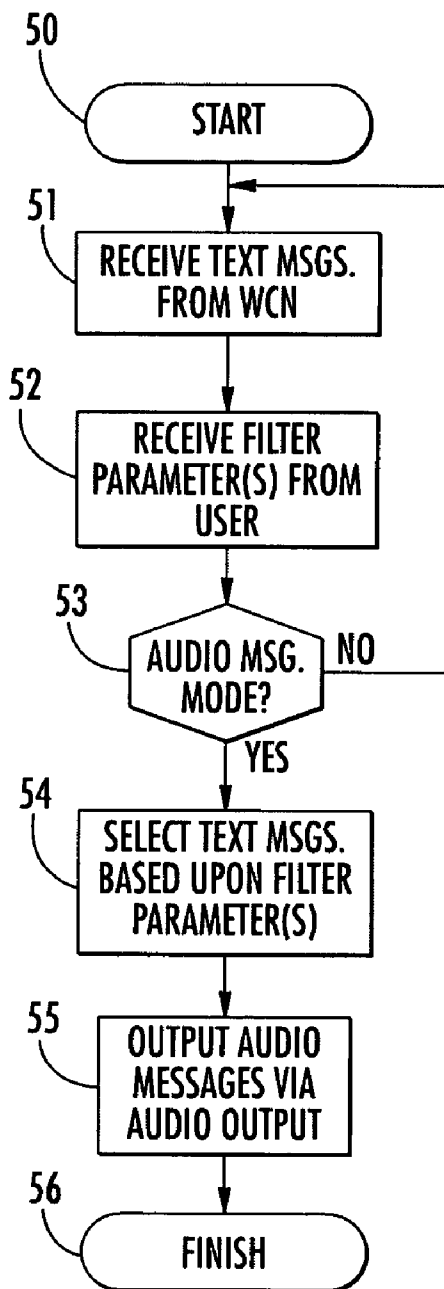 50
START
51
RECEIVE TEXT MSGS.
FROM WCN
52
RECEIVE FILTER
PARAMETER(S) FROM
USER
53
AUDIO MSG.
MODE?
NO
YES
54
SELECT TEXT MSGS.
BASED UPON FILTER
PARAMETER(S)
55
OUTPUT AUDIO
MESSAGES VIA
AUDIO OUTPUT
56
FINISH